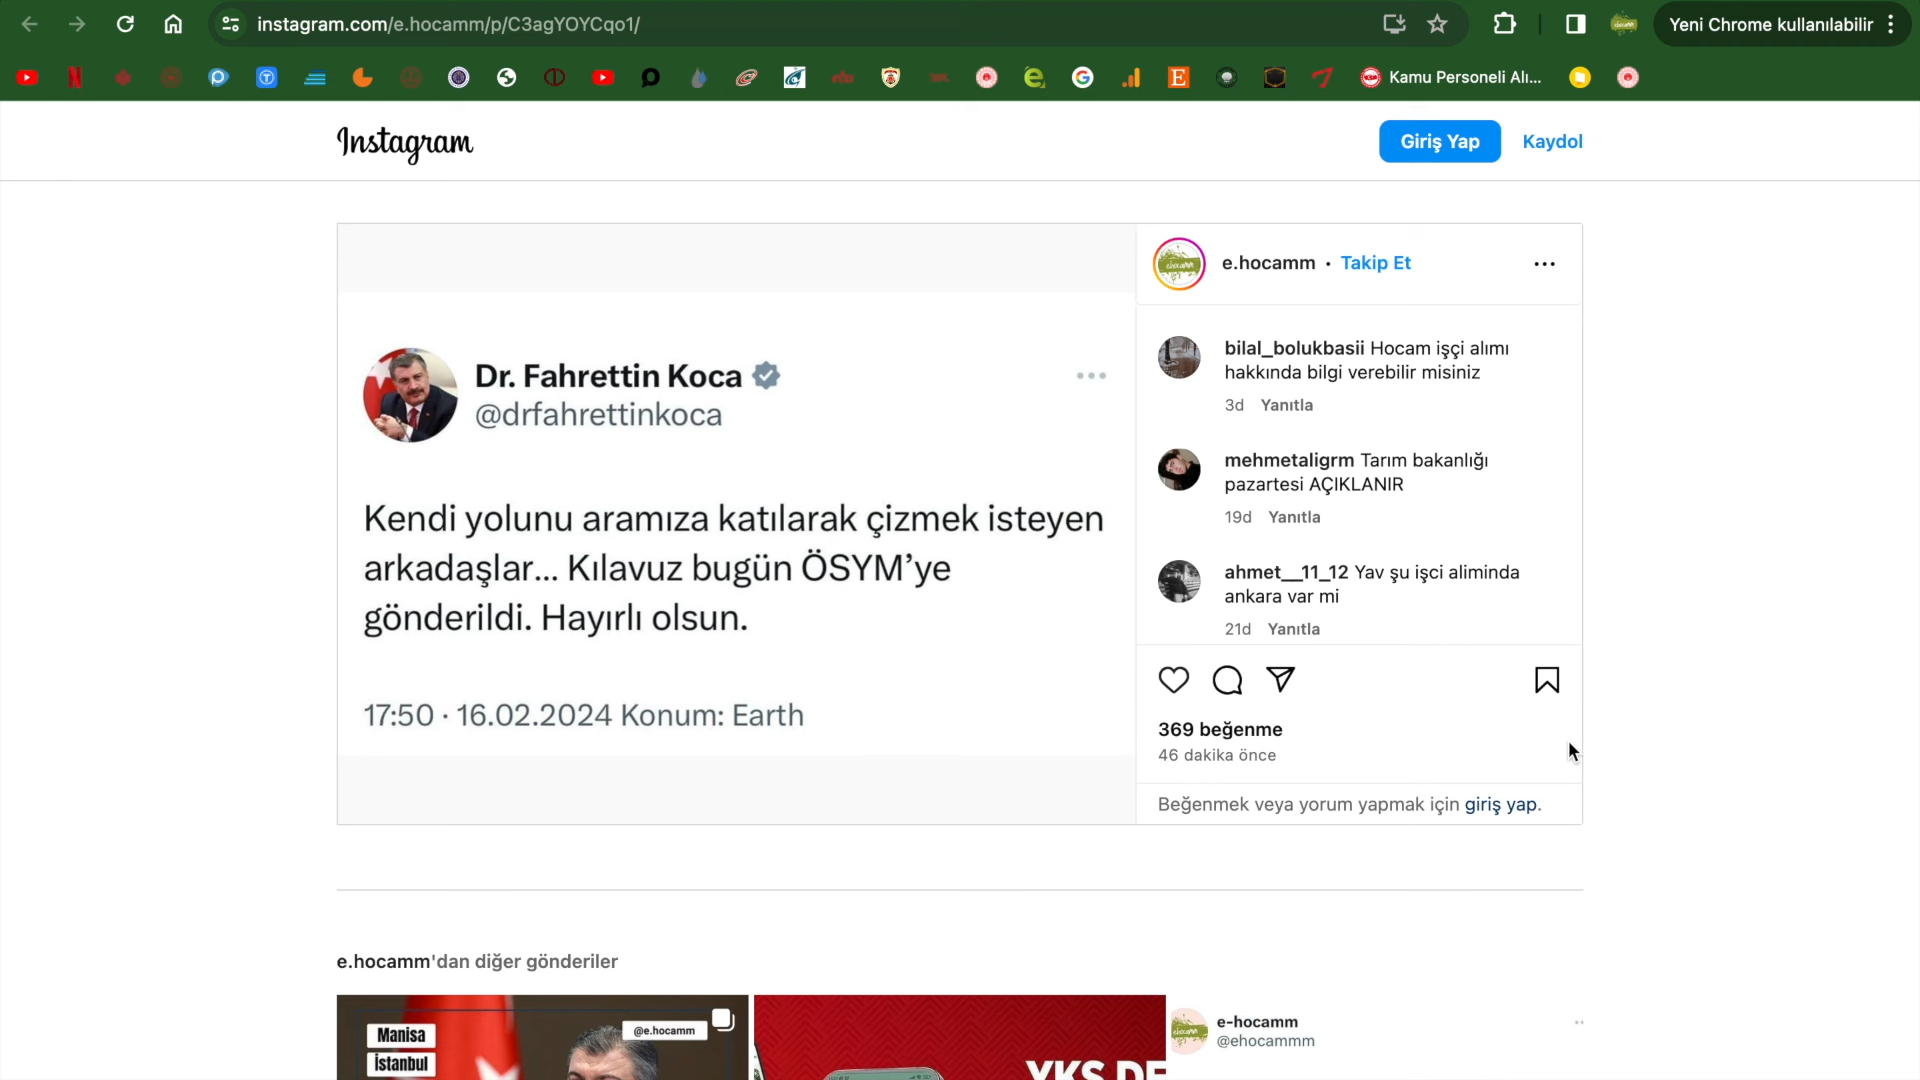 instagram.com/e.hocamm/p/C3agYOYCqo1/
Yeni Chrome kullanılabilir
Kamu Personeli Alı...
Instagram
Giriş Yap
Kaydol
Dr. Fahrettin Koca
@drfahrettinkoca
Kendi yolunu aramıza katılarak çizmek isteyen
arkadaşlar... Kılavuz bugün ÖSYM’ye
gönderildi. Hayırlı olsun.
17:50 · 16.02.2024 Konum: Earth
e.hocamm • Takip Et
bilal_bolukbasii Hocam işçi alımı
hakkında bilgi verebilir misiniz
3d Yanıtla
mehmetaligrm Tarım bakanlığı
pazartesi AÇIKLANIR
19d Yanıtla
ahmet__11_12 Yav şu işci aliminda
ankara var mi
21d Yanıtla
369 beğenme
46 dakika önce
Beğenmek veya yorum yapmak için giriş yap.
e.hocamm'dan diğer gönderiler
Manisa
İstanbul
@e.hocamm
YKS DE
e-hocamm
@ehocammm